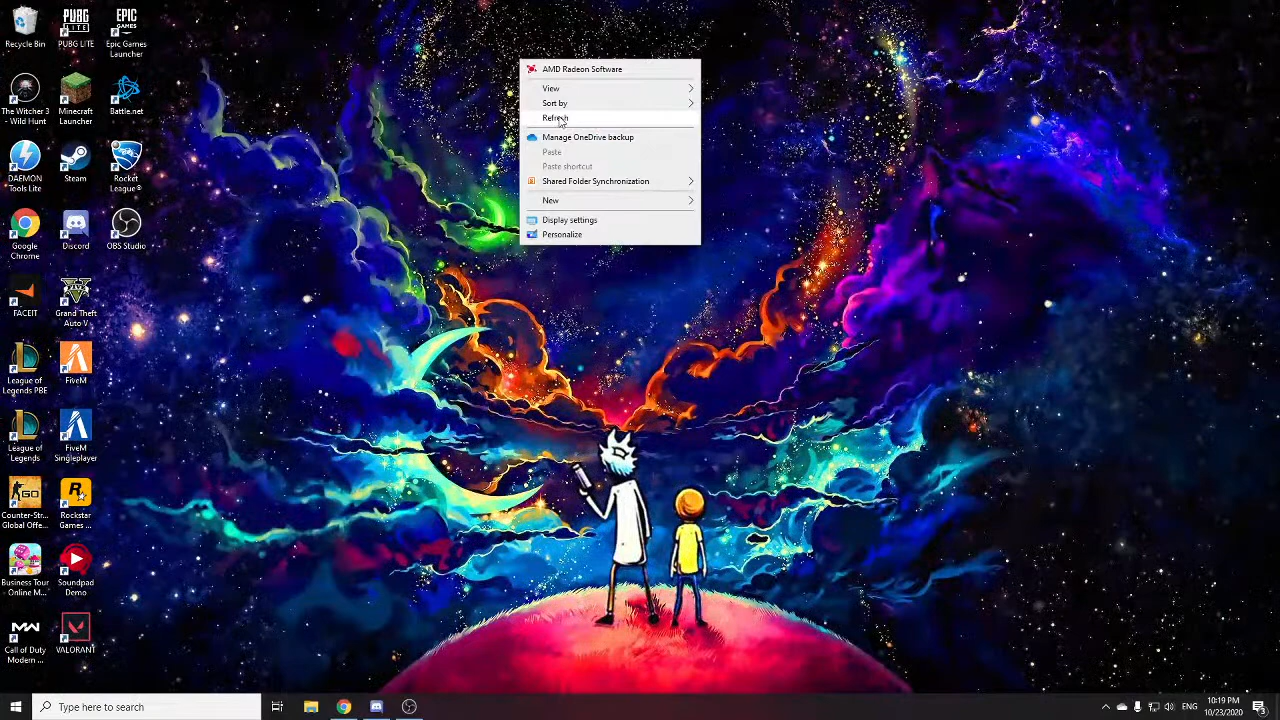 Recycle Bin
PUBG LITE
Epic Games
Launcher
The Witcher 3
- Wild Hunt
Minecraft
Launcher
Battle.net
DAEMON
Tools Lite
Steam
Rocket
League®
Google
Chrome
Discord
OBS Studio
FACEIT
Grand Theft
Auto V
League of
Legends PBE
FiveM
League of
Legends
FiveM
Singleplayer
Counter-Str...
Global Offe...
Rockstar
Games ...
Business Tour
- Online M...
Soundpad
Demo
Call of Duty
Modern ...
VALORANT
PUBG
LITE
EPIC
GAMES
GO
MW
AMD Radeon Software
View
Sort by
Refresh
Manage OneDrive backup
Paste
Paste shortcut
Shared Folder Synchronization
New
Display settings
Personalize
Type here to search
ENG
10:19 PM
10/23/2020